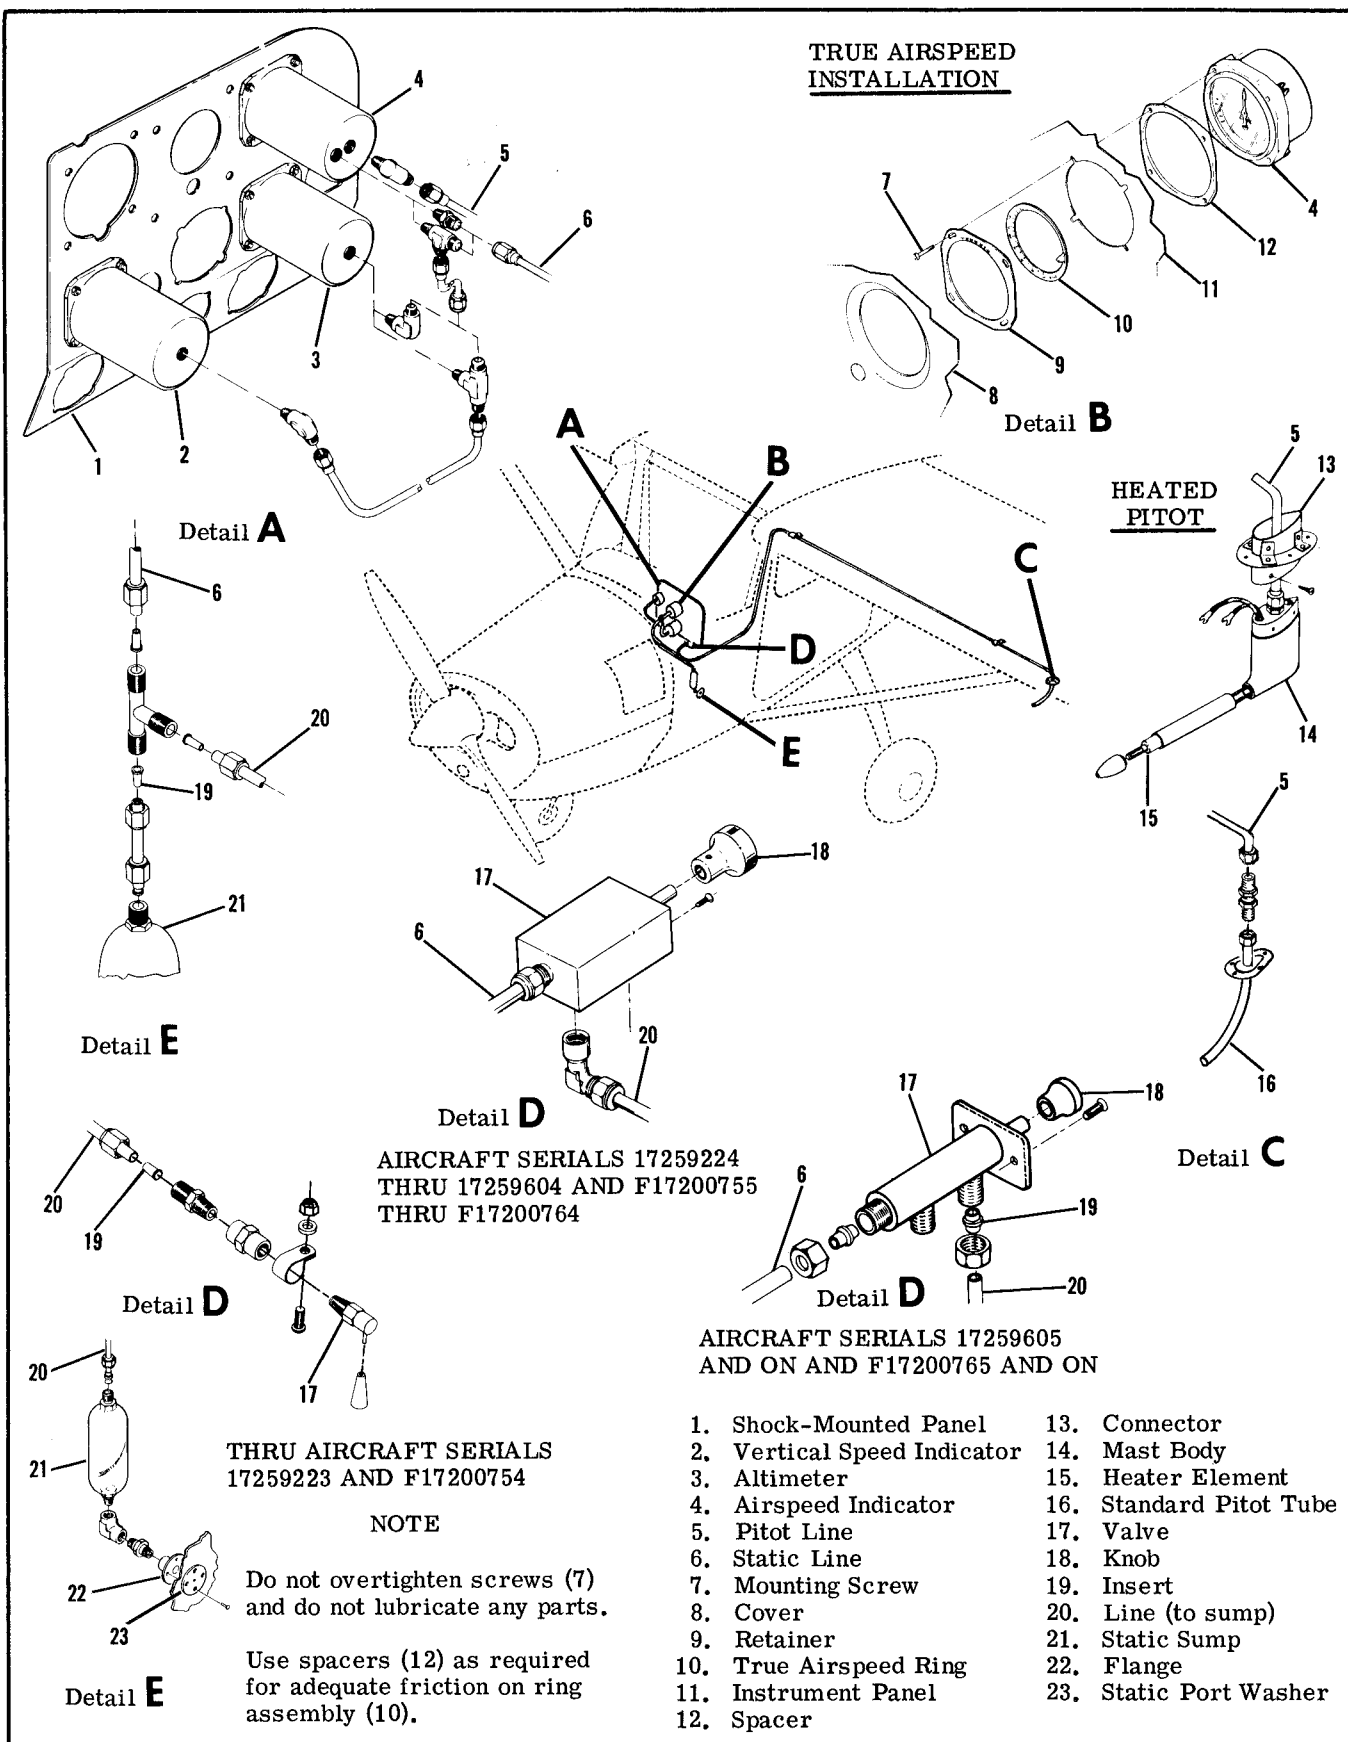 TRUE AIRSPEED
INSTALLATION
4
5
6
3
2
1
Detail A
7
4
12
11
10
9
8
Detail B
A
B
C
D
E
HEATED
PITOT
5
13
14
15
5
16
Detail C
6
20
19
21
Detail E
18
17
6
20
Detail D
AIRCRAFT SERIALS 17259224
THRU 17259604 AND F17200755
THRU F17200764
20
19
17
Detail D
17
18
6
19
20
Detail D
AIRCRAFT SERIALS 17259605
AND ON AND F17200765 AND ON
20
21
22
23
Detail E
THRU AIRCRAFT SERIALS
17259223 AND F17200754
NOTE
Do not overtighten screws (7)
and do not lubricate any parts.
Use spacers (12) as required
for adequate friction on ring
assembly (10).
1. Shock-Mounted Panel
2. Vertical Speed Indicator
3. Altimeter
4. Airspeed Indicator
5. Pitot Line
6. Static Line
7. Mounting Screw
8. Cover
9. Retainer
10. True Airspeed Ring
11. Instrument Panel
12. Spacer
13. Connector
14. Mast Body
15. Heater Element
16. Standard Pitot Tube
17. Valve
18. Knob
19. Insert
20. Line (to sump)
21. Static Sump
22. Flange
23. Static Port Washer